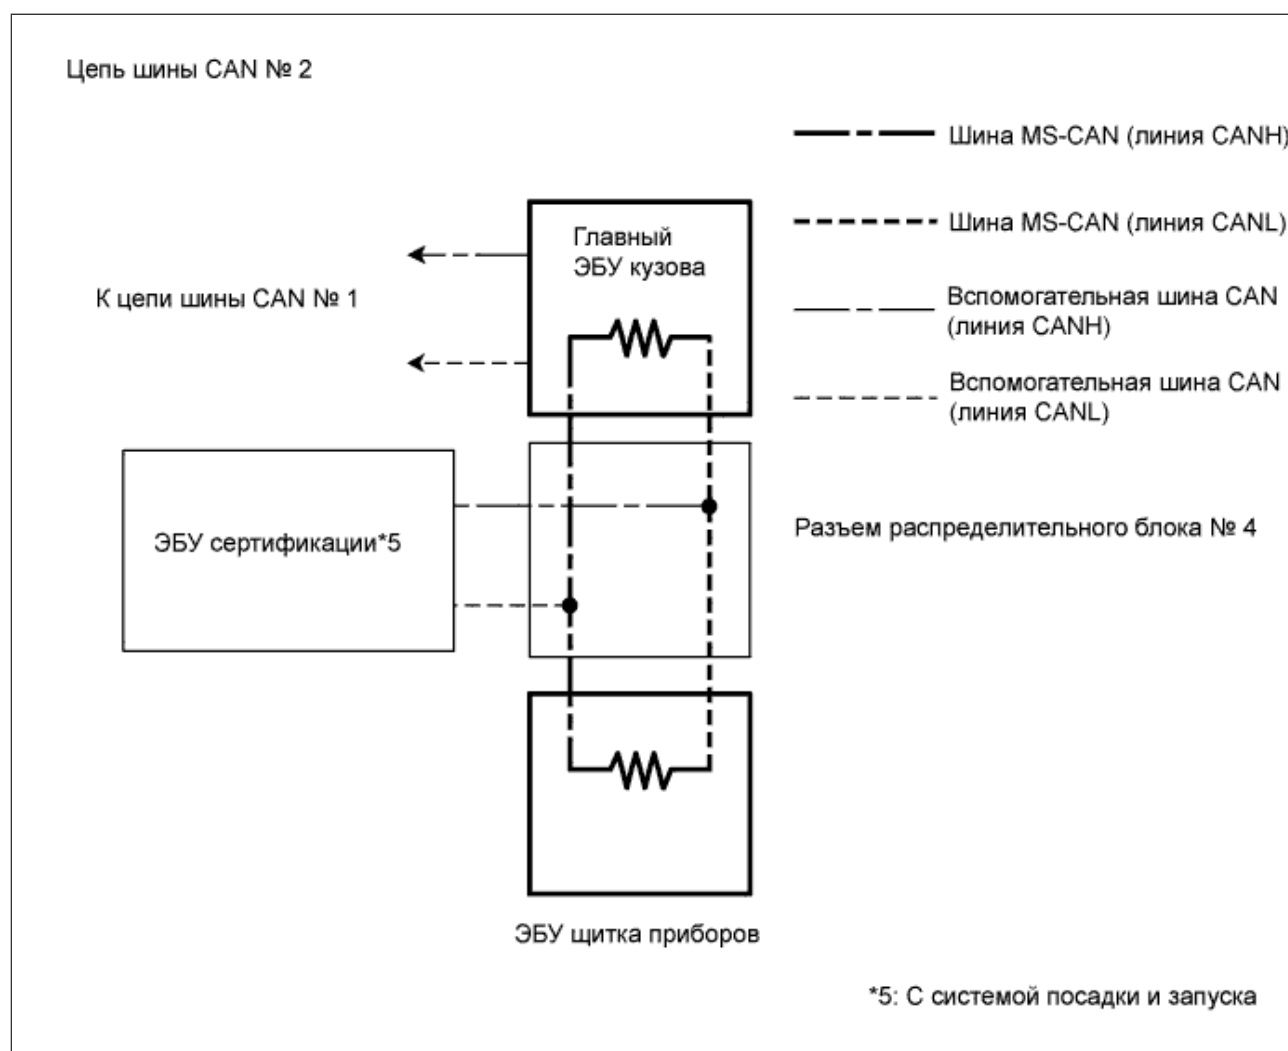 Цепь шины CAN № 2
Шина MS-CAN (линия CANH)
Шина MS-CAN (линия CANL)
Вспомогательная шина CAN
(линия CANH)
Вспомогательная шина CAN
(линия CANL)
Главный
ЭБУ кузова
К цепи шины CAN № 1
ЭБУ сертификации*5
Разъем распределительного блока № 4
ЭБУ щитка приборов
*5: С системой посадки и запуска